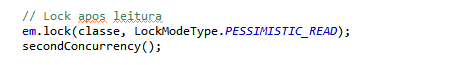 // Lock apos leitura
em.lock(classe, LockModeType.PESSIMISTIC_READ);
secondConcurrency();